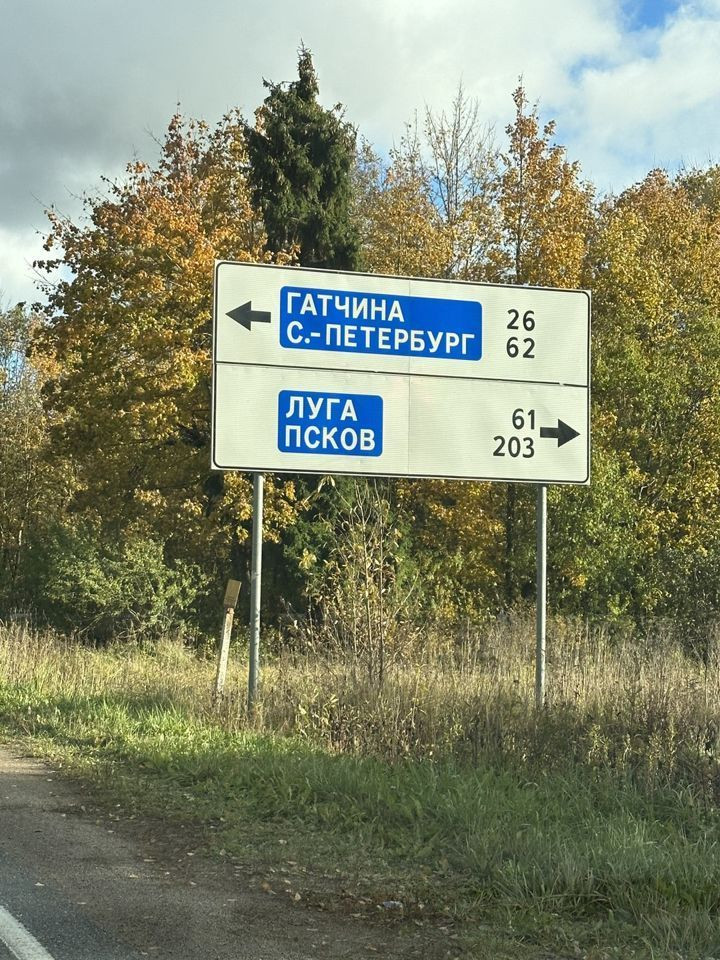 ГАТЧИНА 26
С.-ПЕТЕРБУРГ 62
ЛУГА 61
ПСКОВ 203